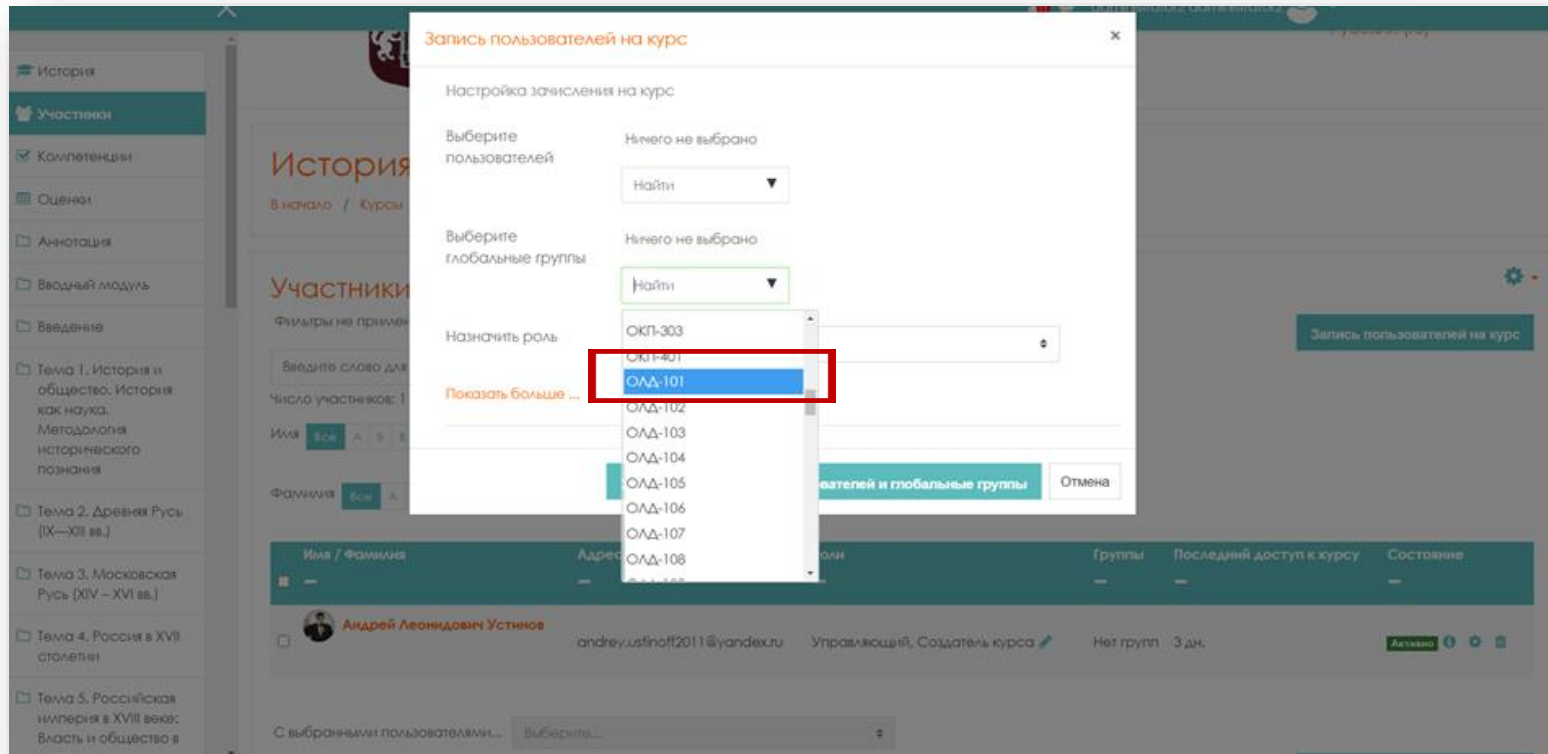 administrator2 administrator2
Запись пользователей на курс
×
Настройка зачисления на курс
Выберите
пользователей
Ничего не выбрано
Найти
Выберите
глобальные группы
Ничего не выбрано
Найти
ОКП-303
ОКП-401
ОЛД-101
ОЛД-102
ОЛД-103
ОЛД-104
ОЛД-105
ОЛД-106
ОЛД-107
ОЛД-108
Назначить роль
Показать больше ...
и глобальные группы
Отмена
История
Участники
Компетенции
Оценки
Аннотация
Вводный модуль
Введение
Тема 1. История и
общество. История
как наука.
Методология
исторического
познания
Тема 2. Древняя Русь
(IX—XIII вв.)
Тема 3. Московская
Русь (XIV – XVI вв.)
Тема 4. Россия в XVII
столетии
Тема 5. Российская
империя в XVIII веке:
Власть и общество в
История
В начало / Курсы
Участники
Фильтры не
Запись пользователей на курс
Введите слово для
Число участников:
Имя Все А Б
Фамилия Все А
Имя / Фамилия
Группы
Последний доступ к курсу
Состояние
Андрей Леонидович Устинов
andrey.ustinoff2011@yandex.ru
Управляющий, Создатель курса
Нет групп
3 дн.
Активно
С выбранными пользователями...
Выберите...